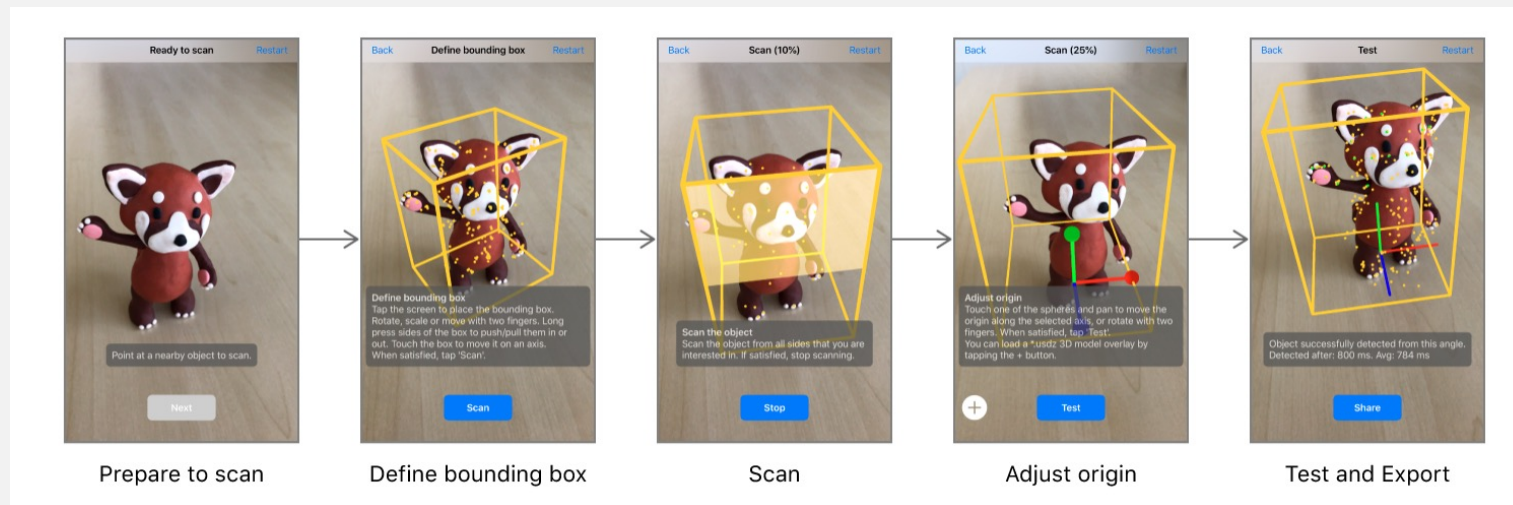 Ready to scan
Restart
Point at a nearby object to scan.
Next
Prepare to scan
Back
Define bounding box
Restart
Define bounding box
Tap the screen to place the bounding box.
Rotate, scale or move with two fingers. Long
press sides of the box to push/pull them in or
out. Touch the box to move it on an axis.
When satisfied, tap 'Scan'.
Scan
Define bounding box
Back
Scan (10%)
Restart
Scan the object
Scan the object from all sides that you are
interested in. If satisfied, stop scanning.
Stop
Scan
Back
Scan (25%)
Restart
Adjust origin
Touch one of the spheres and pan to move the
origin along the selected axis, or rotate with two
fingers. When satisfied, tap 'Test'.
You can load a *.usdz 3D model overlay by
tapping the + button.
+
Test
Adjust origin
Back
Test
Restart
Object successfully detected from this angle.
Detected after: 800 ms. Avg: 784 ms
Share
Test and Export